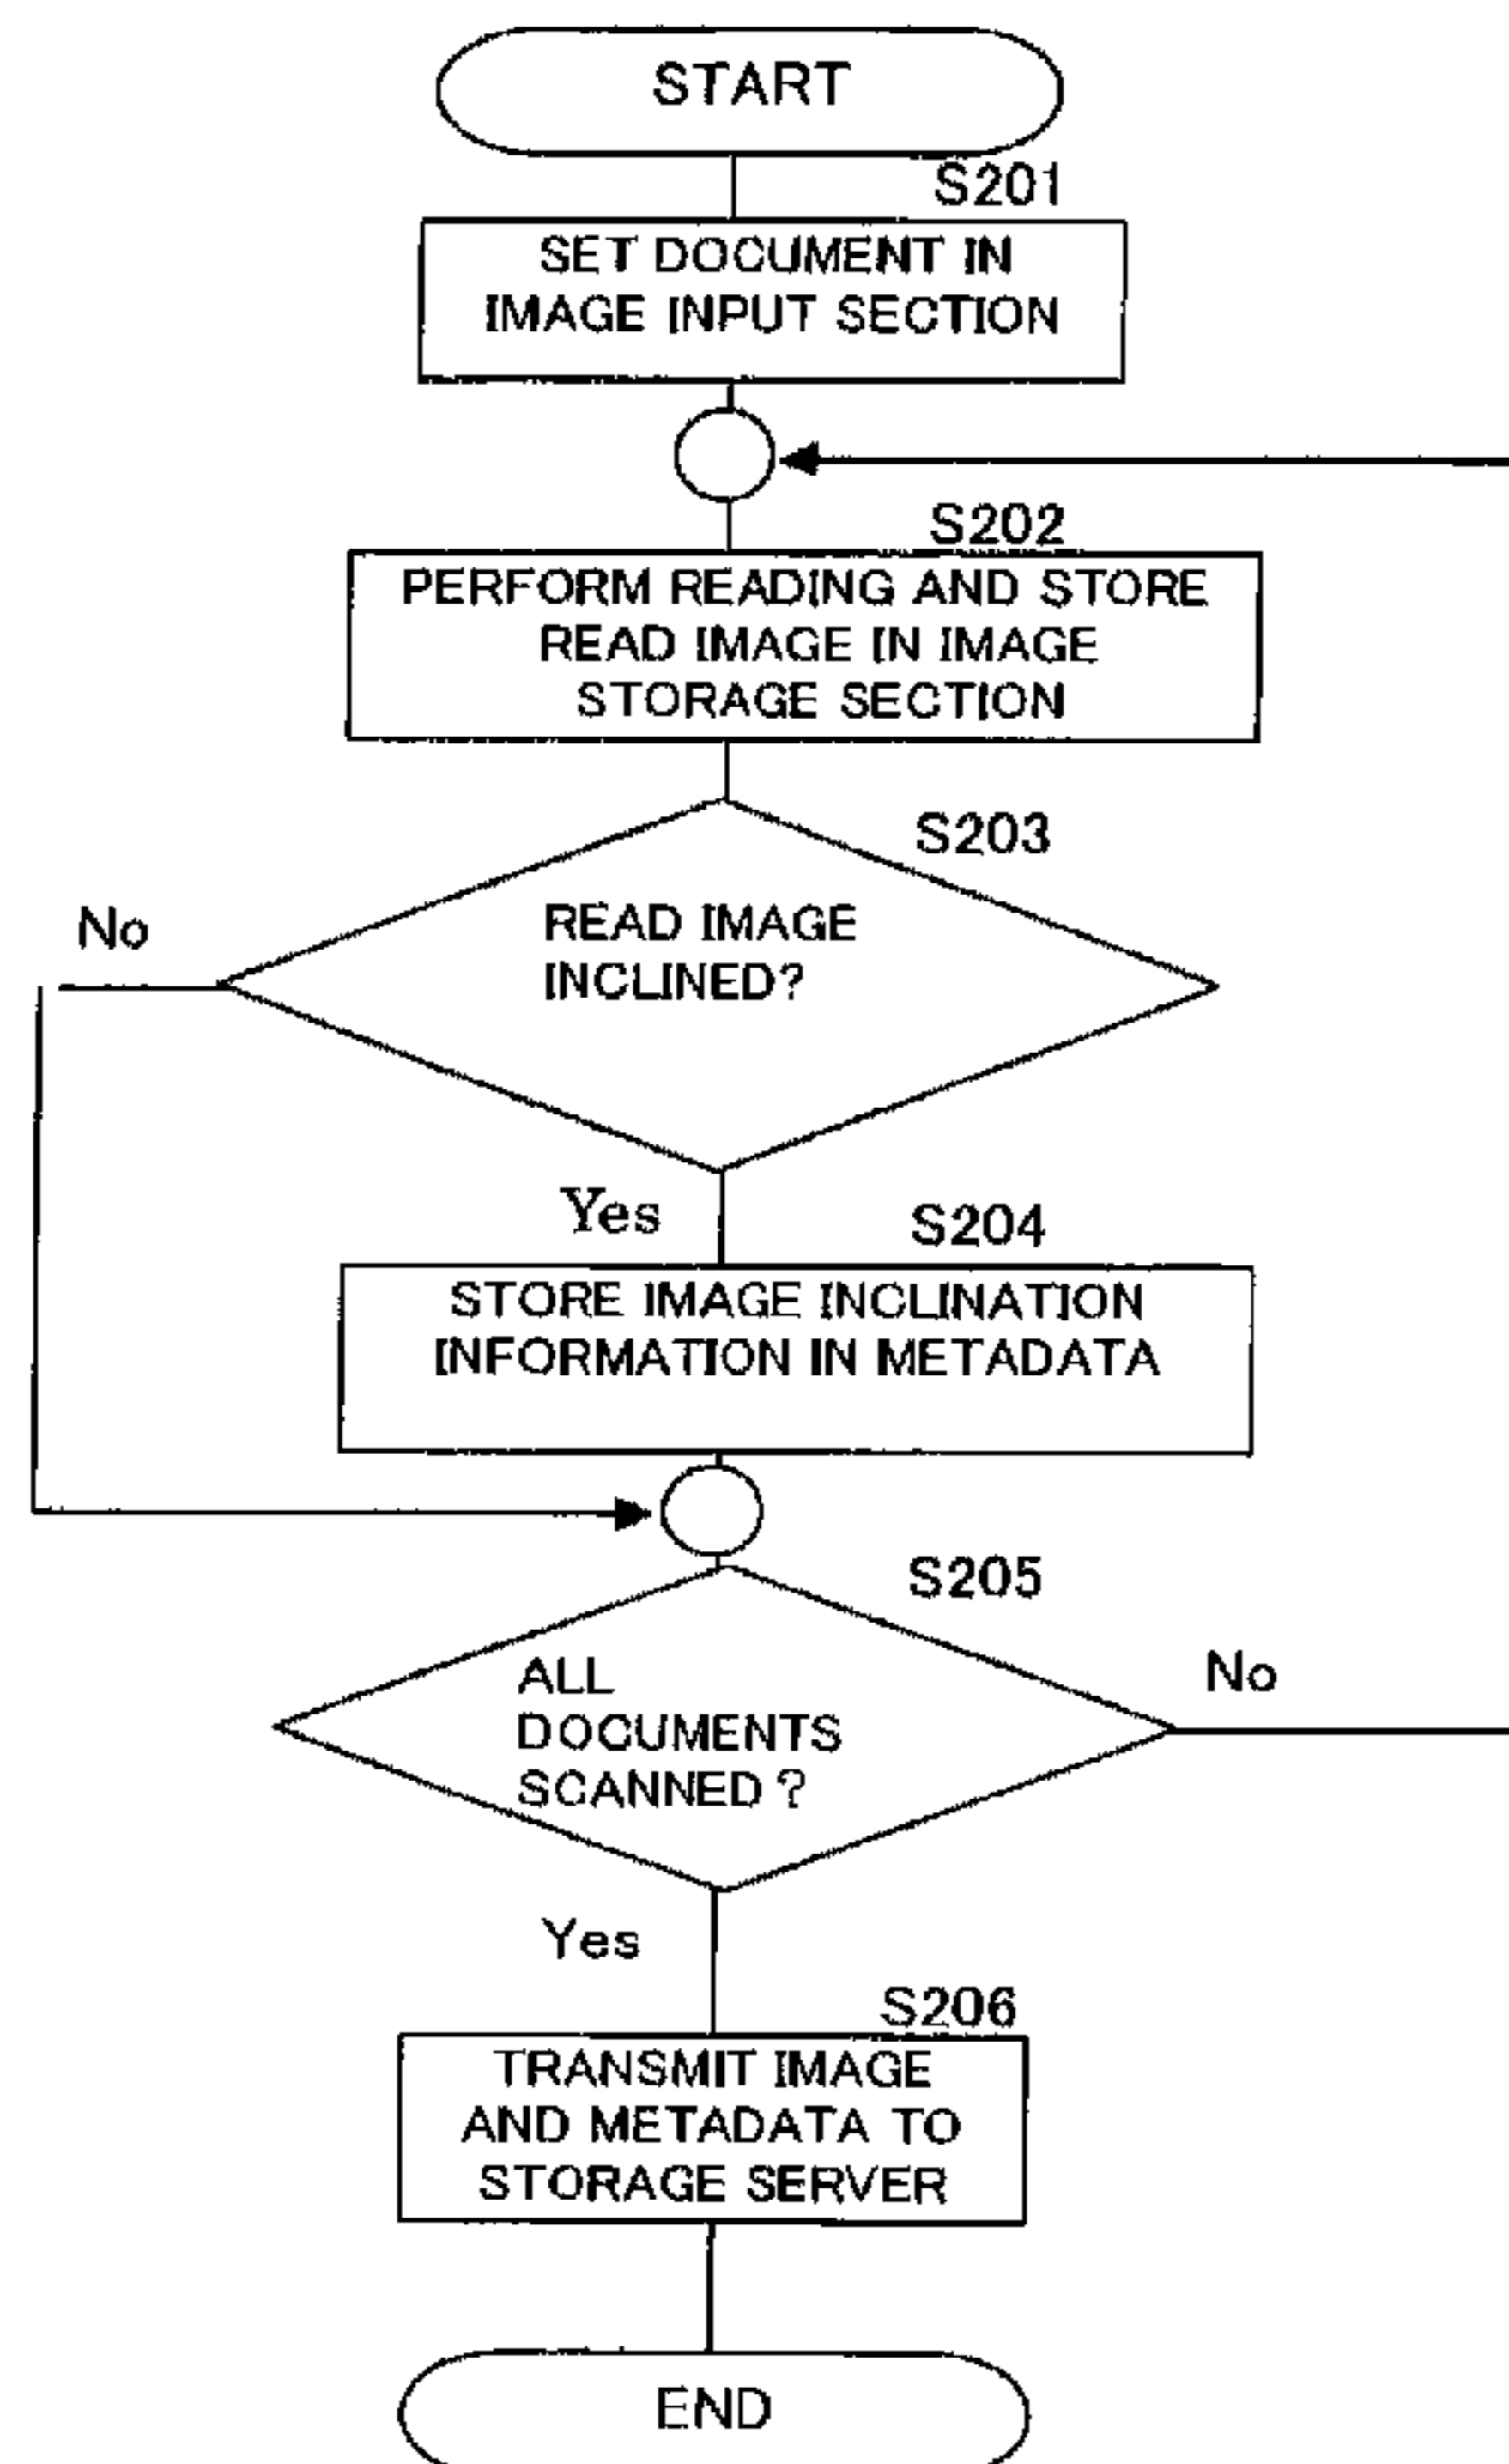 START
S201
SET DOCUMENT IN
IMAGE INPUT SECTION
S202
PERFORM READING AND STORE
READ IMAGE IN IMAGE
STORAGE SECTION
S203
No
READ IMAGE
INCLINED?
Yes
S204
STORE IMAGE INCLINATION
INFORMATION IN METADATA
S205
ALL
DOCUMENTS
SCANNED?
No
Yes
S206
TRANSMIT IMAGE
AND METADATA TO
STORAGE SERVER
END